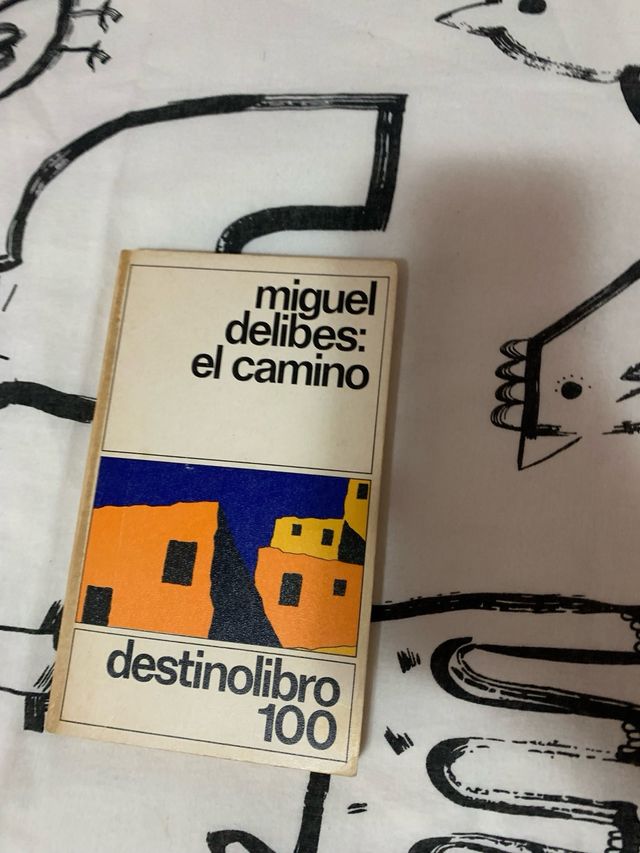 miguel
delibes:
el camino
destinolibro
100